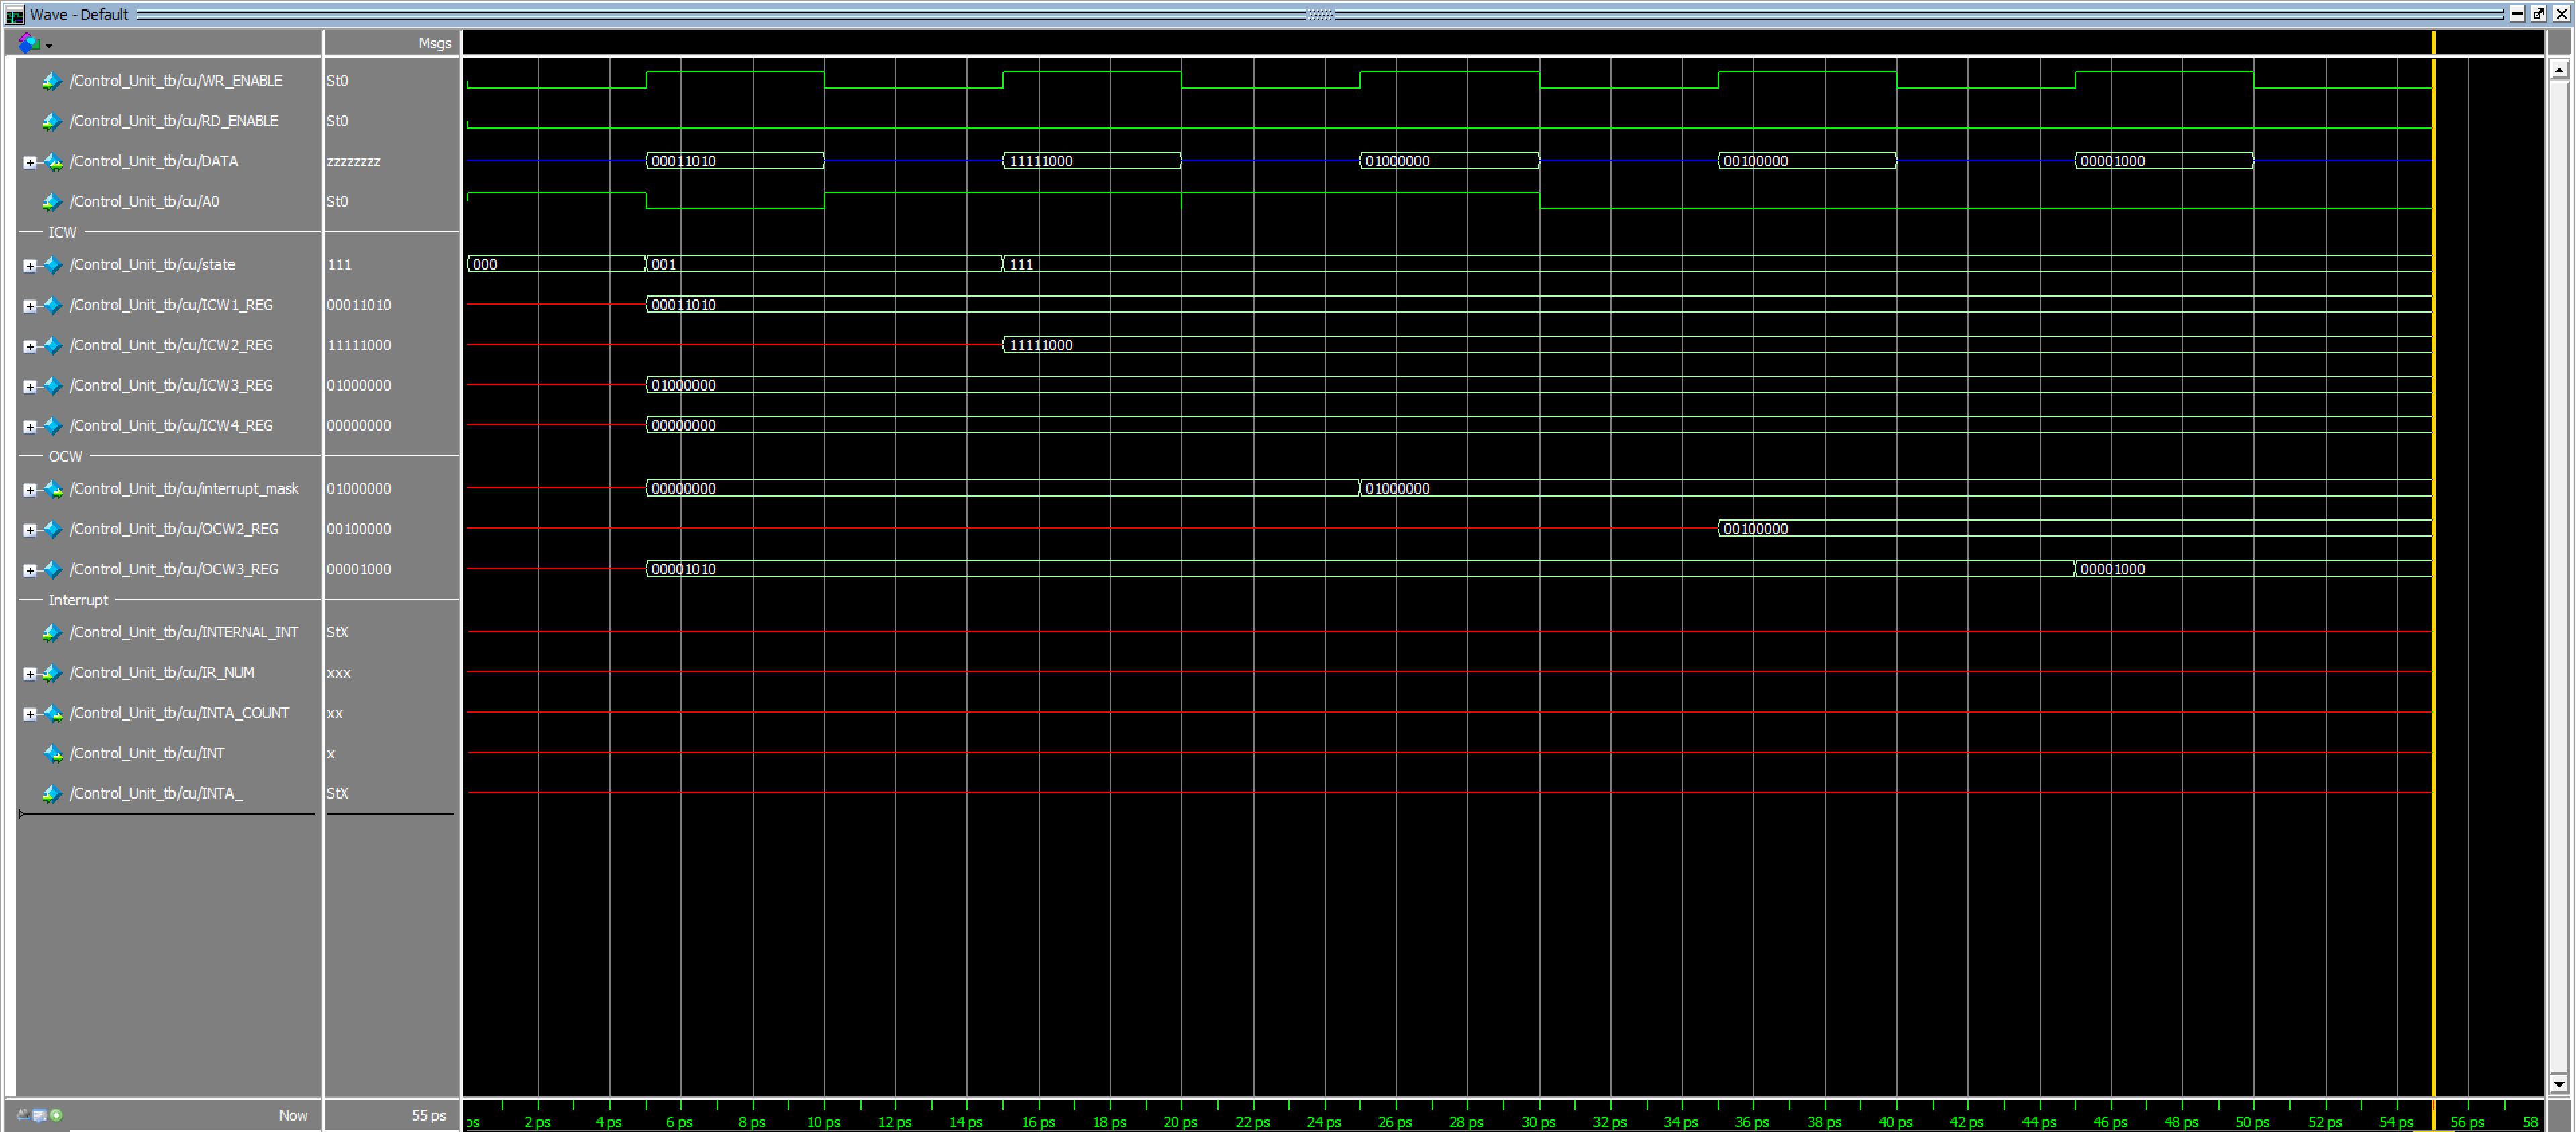 Wave - Default
Msgs
/Control_Unit_tb/cu/WR_ENABLE St0
/Control_Unit_tb/cu/RD_ENABLE St0
/Control_Unit_tb/cu/DATA zzzzzzzz 00011010 11111000 01000000 00100000 00001000
/Control_Unit_tb/cu/A0 St0
ICW
/Control_Unit_tb/cu/state 111 000 001 111
/Control_Unit_tb/cu/ICW1_REG 00011010 00011010
/Control_Unit_tb/cu/ICW2_REG 11111000 11111000
/Control_Unit_tb/cu/ICW3_REG 01000000 01000000
/Control_Unit_tb/cu/ICW4_REG 00000000 00000000
OCW
/Control_Unit_tb/cu/interrupt_mask 01000000 00000000 01000000
/Control_Unit_tb/cu/OCW2_REG 00100000 00100000
/Control_Unit_tb/cu/OCW3_REG 00001000 00001010 00001000
Interrupt
/Control_Unit_tb/cu/INTERNAL_INT StX
/Control_Unit_tb/cu/IR_NUM xxx
/Control_Unit_tb/cu/INTA_COUNT xx
/Control_Unit_tb/cu/INT x
/Control_Unit_tb/cu/INTA_ StX
Now 55 ps ps 2 ps 4 ps 6 ps 8 ps 10 ps 12 ps 14 ps 16 ps 18 ps 20 ps 22 ps 24 ps 26 ps 28 ps 30 ps 32 ps 34 ps 36 ps 38 ps 40 ps 42 ps 44 ps 46 ps 48 ps 50 ps 52 ps 54 ps 56 ps 58